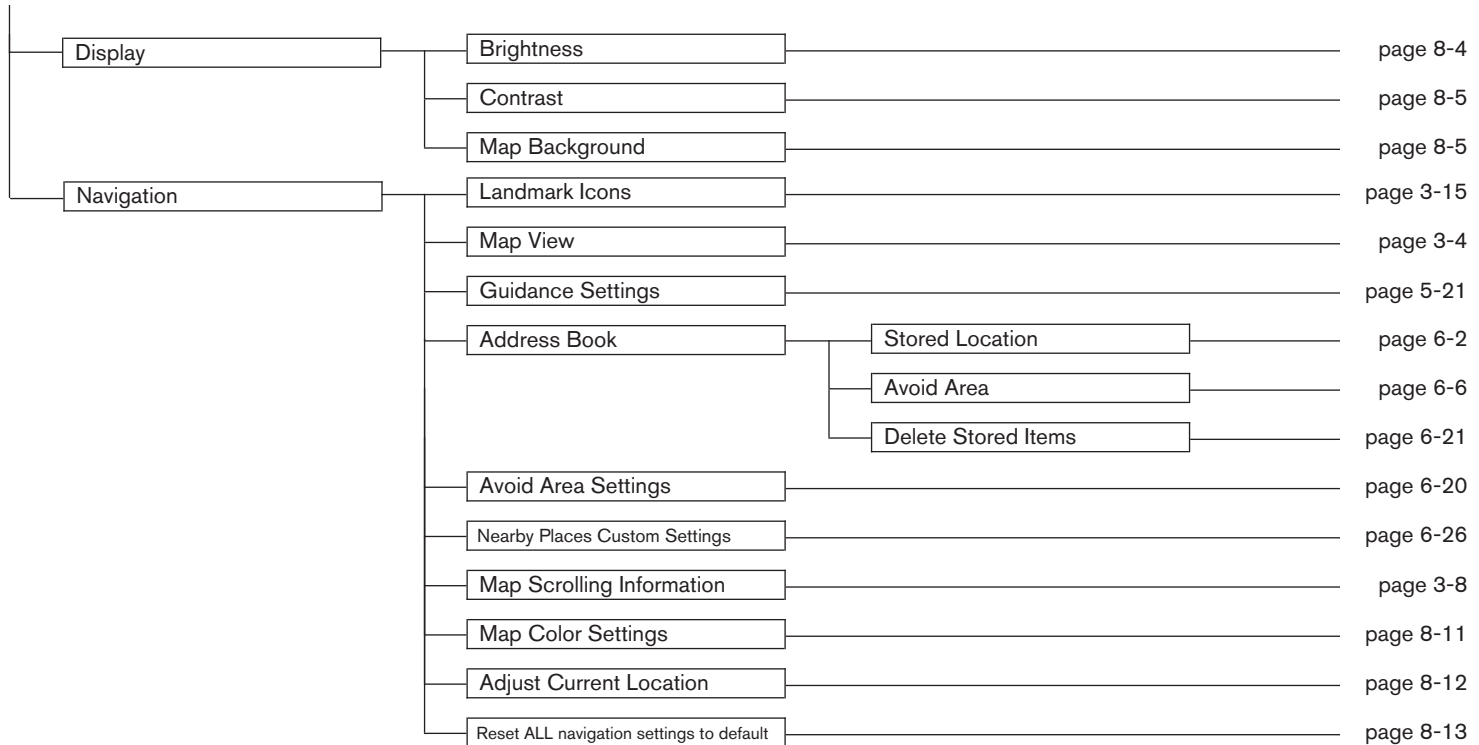 Display Brightness page 8-4
Contrast page 8-5
Map Background page 8-5
Navigation Landmark Icons page 3-15
Map View page 3-4
Guidance Settings page 5-21
Address Book Stored Location page 6-2
Avoid Area page 6-6
Delete Stored Items page 6-21
Avoid Area Settings page 6-20
Nearby Places Custom Settings page 6-26
Map Scrolling Information page 3-8
Map Color Settings page 8-11
Adjust Current Location page 8-12
Reset ALL navigation settings to default page 8-13